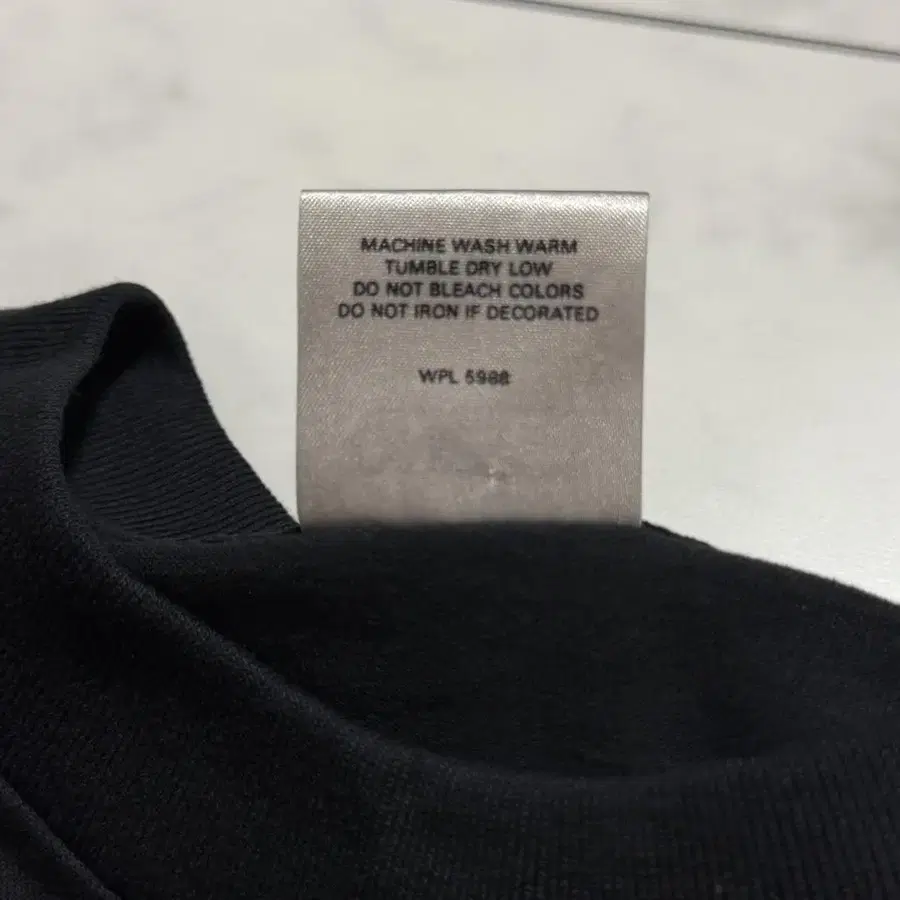 MACHINE WASH WARM
TUMBLE DRY LOW
DO NOT BLEACH COLORS
DO NOT IRON IF DECORATED
WPL 5988